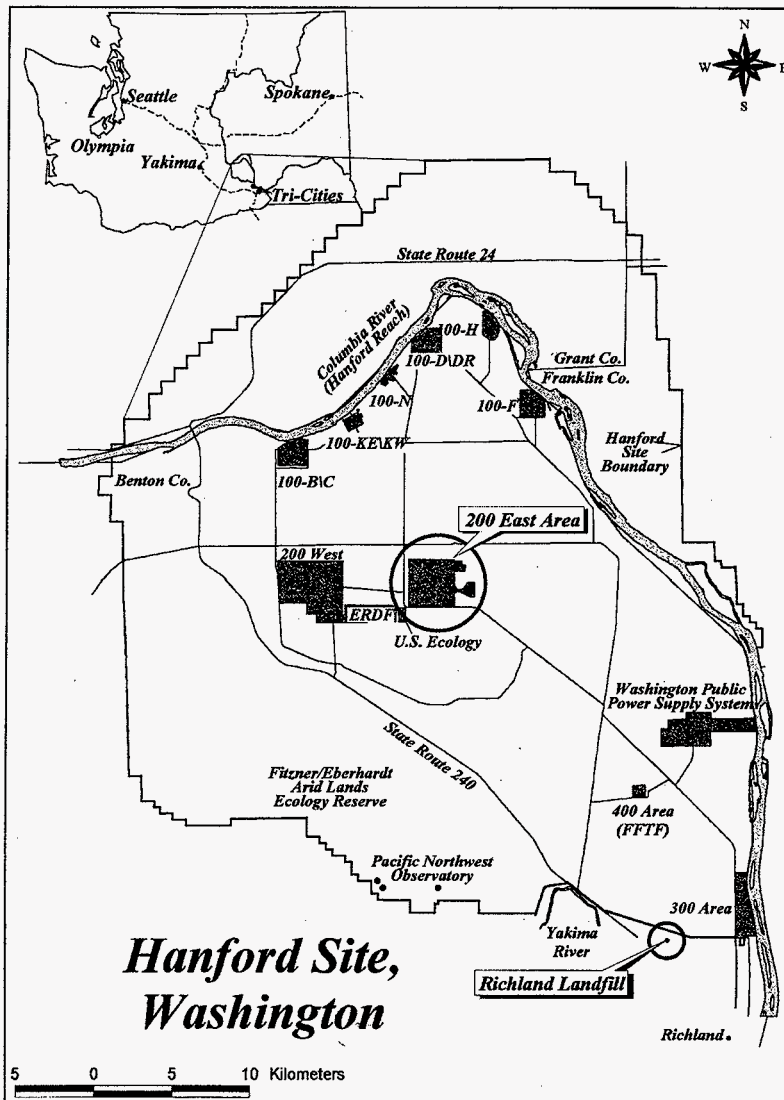 N
W E
S
Seattle
Spokane
Olympia
Yakima
Tri-Cities
State Route 24
Columbia River
(Hanford Reach)
100-H
100-D\DR
Grant Co.
Franklin Co.
100-N
100-F
100-KE\KW
Hanford
Site
Boundary
Benton Co.
100-B\C
200 East Area
200 West
ERDF
U.S. Ecology
Washington Public
Power Supply System
State Route 240
Fitzner/Eberhardt
Arid Lands
Ecology Reserve
400 Area
(FFTF)
Pacific Northwest
Observatory
300 Area
Yakima
River
Hanford Site,
Washington
Richland Landfill
Richland
5 0 5 10 Kilometers